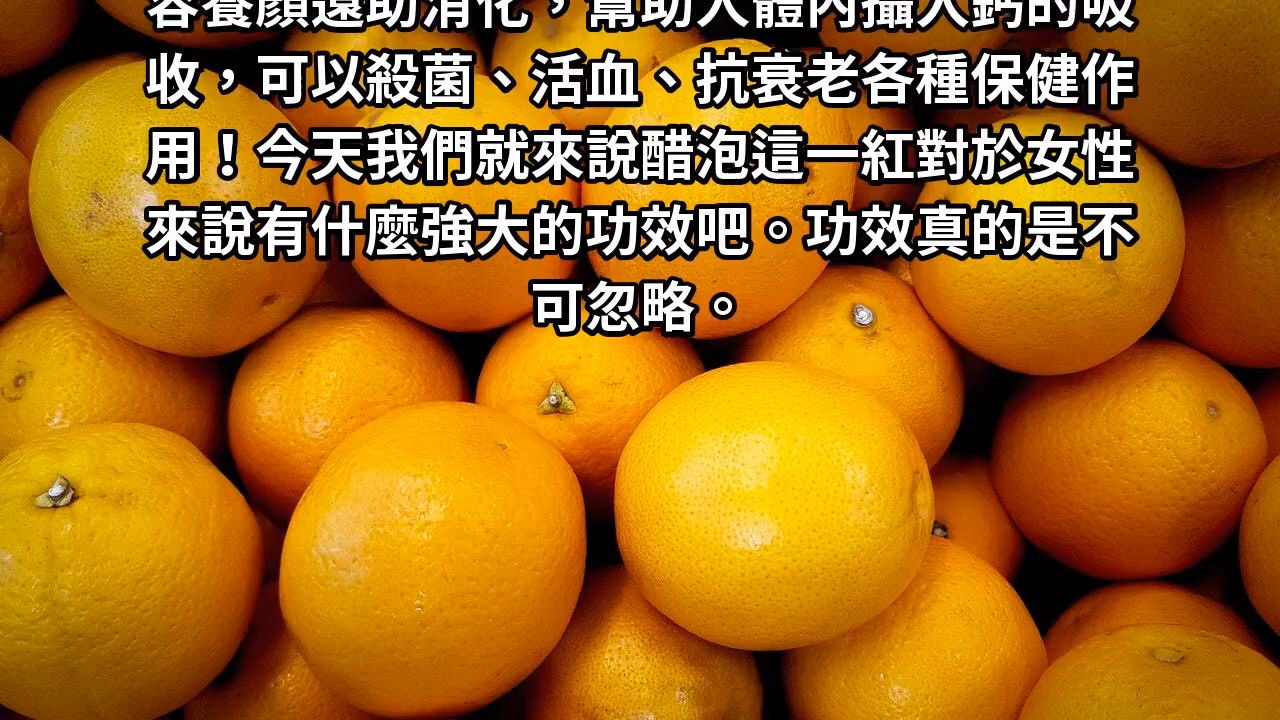 容養顏還助消化，幫助人體內攝入鈣的吸
收，可以殺菌、活血、抗衰老各種保健作
用！今天我們就來說醋泡這一紅對於女性
來說有什麼強大的功效吧。功效真的是不
可忽略。